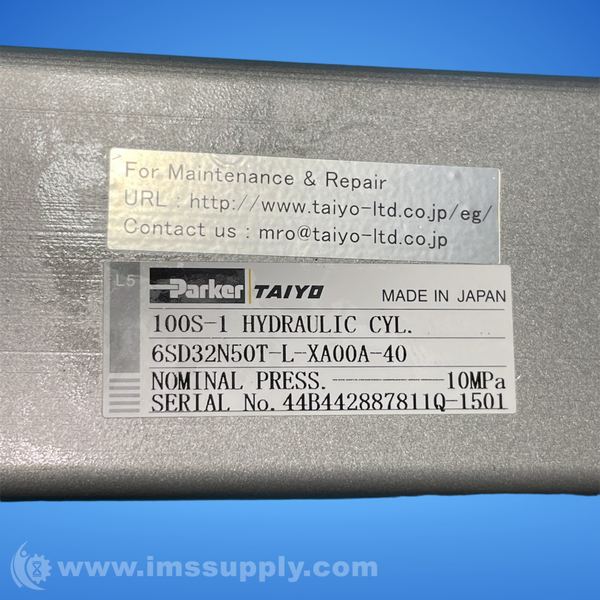 For Maintenance & Repair
URL : http://www.taiyo-ltd.co.jp/eg/
Contact us : mro@taiyo-ltd.co.jp
L5
Parker TAIYO MADE IN JAPAN
100S-1 HYDRAULIC CYL.
6SD32N50T-L-XA00A-40
NOMINAL PRESS. 10MPa
SERIAL No. 44B442887811Q-1501
www.imssupply.com